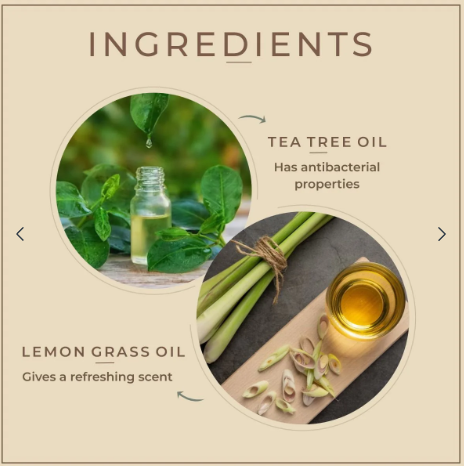 INGREDIENTS
TEA TREE OIL
Has antibacterial
properties
LEMON GRASS OIL
Gives a refreshing scent